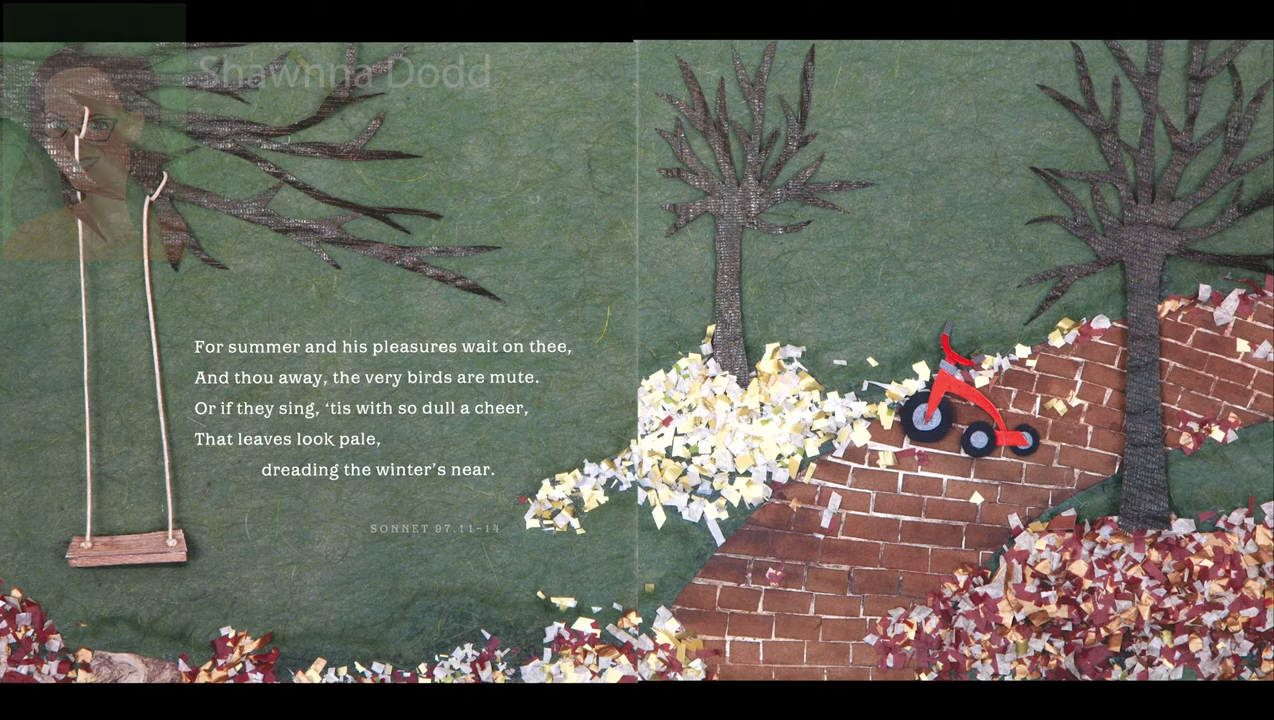 Shawnna Dodd
For summer and his pleasures wait on thee,
And thou away, the very birds are mute.
Or if they sing, ‘tis with so dull a cheer,
That leaves look pale,
dreading the winter’s near.
SONNET 97.11–14